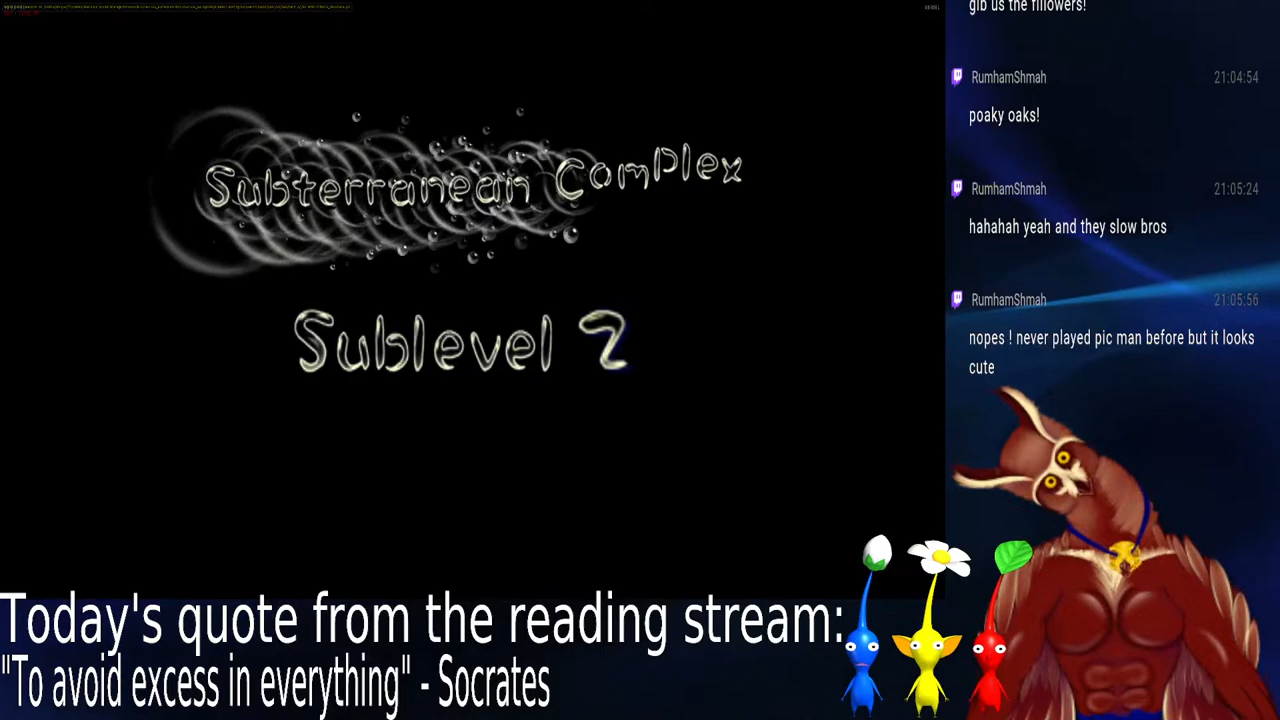 gib us the fillowers!
RumhamShmah 21:04:54
poaky oaks!
RumhamShmah 21:05:24
hahahah yeah and they slow bros
RumhamShmah 21:05:56
nopes ! never played pic man before but it looks
cute
Subterranean Complex
Sublevel 2
Today's quote from the reading stream:
"To avoid excess in everything" - Socrates